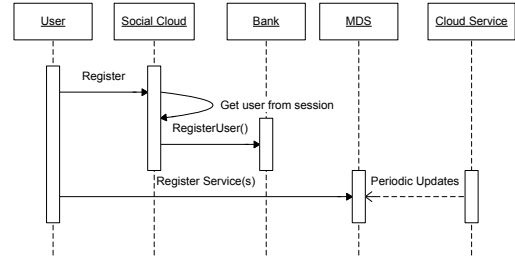 User
Social Cloud
Bank
MDS
Cloud Service
Register
Get user from session
RegisterUser()
Register Service(s)
Periodic Updates